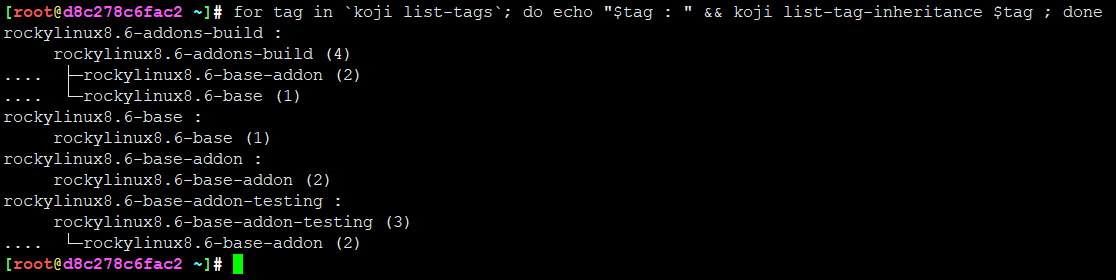 [root@d8c278c6fac2 ~]# for tag in `koji list-tags`; do echo "$tag : " && koji list-tag-inheritance $tag ; done
rockylinux8.6-addons-build :
     rockylinux8.6-addons-build (4)
....  ├─rockylinux8.6-base-addon (2)
....  └─rockylinux8.6-base (1)
rockylinux8.6-base :
     rockylinux8.6-base (1)
rockylinux8.6-base-addon :
     rockylinux8.6-base-addon (2)
rockylinux8.6-base-addon-testing :
     rockylinux8.6-base-addon-testing (3)
....  └─rockylinux8.6-base-addon (2)
[root@d8c278c6fac2 ~]#